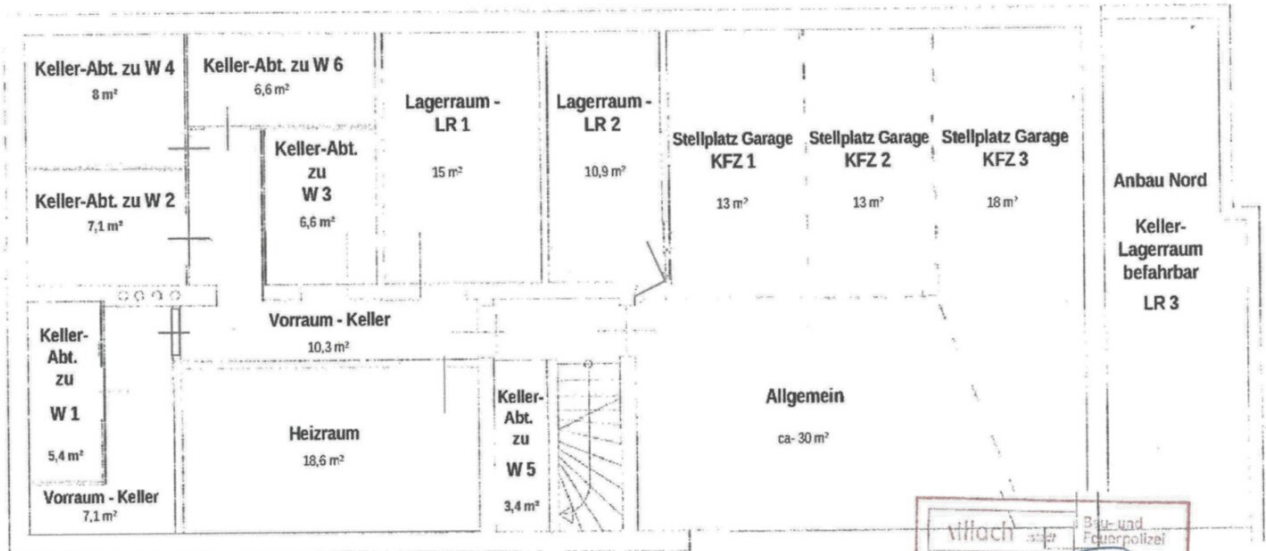 Keller-Abt. zu W 4
8 m²
Keller-Abt. zu W 6
6,6 m²
Keller-Abt. zu W 2
7,1 m²
Keller-Abt.
zu
W 3
6,6 m²
Lagerraum -
LR 1
15 m²
Lagerraum -
LR 2
10,9 m²
Stellplatz Garage
KFZ 1
13 m²
Stellplatz Garage
KFZ 2
13 m²
Stellplatz Garage
KFZ 3
18 m²
Anbau Nord
Keller-
Lagerraum
befahrbar
LR 3
Keller-
Abt.
zu
W 1
5,4 m²
Vorraum - Keller
7,1 m²
Vorraum - Keller
10,3 m²
Heizraum
18,6 m²
Keller-
Abt.
zu
W 5
3,4 m²
Allgemein
ca- 30 m²
villach
Bau- und
Feuerpolizei